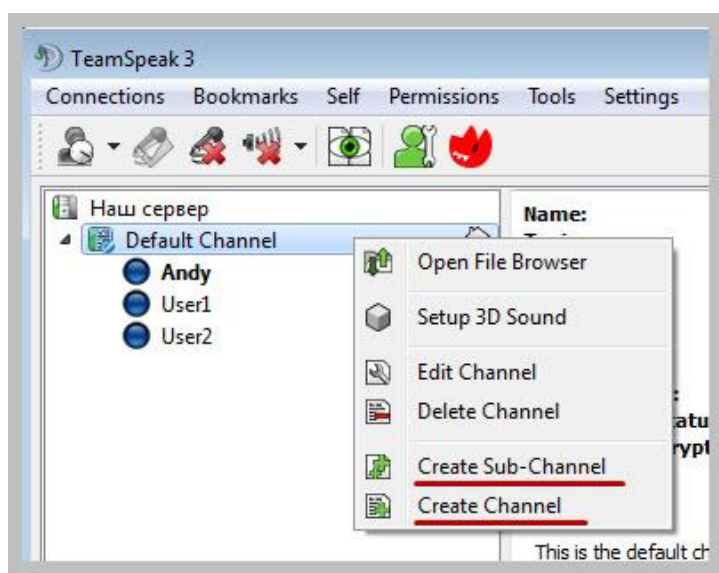 TeamSpeak 3
Connections Bookmarks Self Permissions Tools Settings
Наш сервер
Default Channel
Andy
User1
User2
Name:
Open File Browser
Setup 3D Sound
Edit Channel
Delete Channel
Create Sub-Channel
Create Channel
This is the default ch